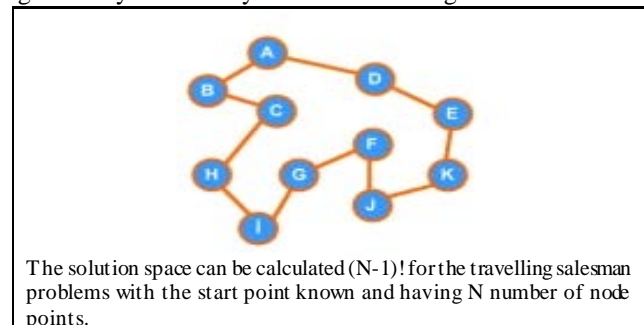 A
D
B
C
E
F
H
G
K
J
I
The solution space can be calculated (N-1)! for the travelling salesman
problems with the start point known and having N number of node
points.